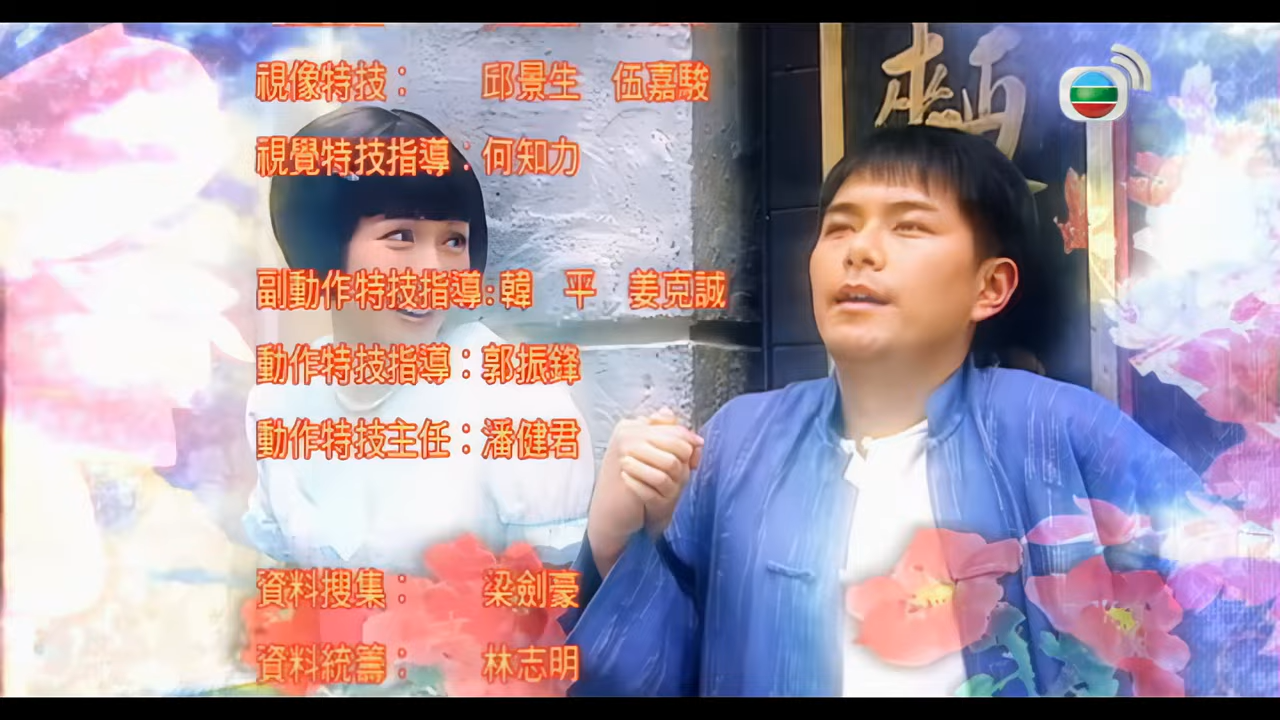 視像特技： 邱景生 伍嘉駿
視覺特技指導：何知力
副動作特技指導:韓 平 姜克誠
動作特技指導：郭振鋒
動作特技主任：潘健君
資料搜集： 梁劍豪
資料統籌： 林志明